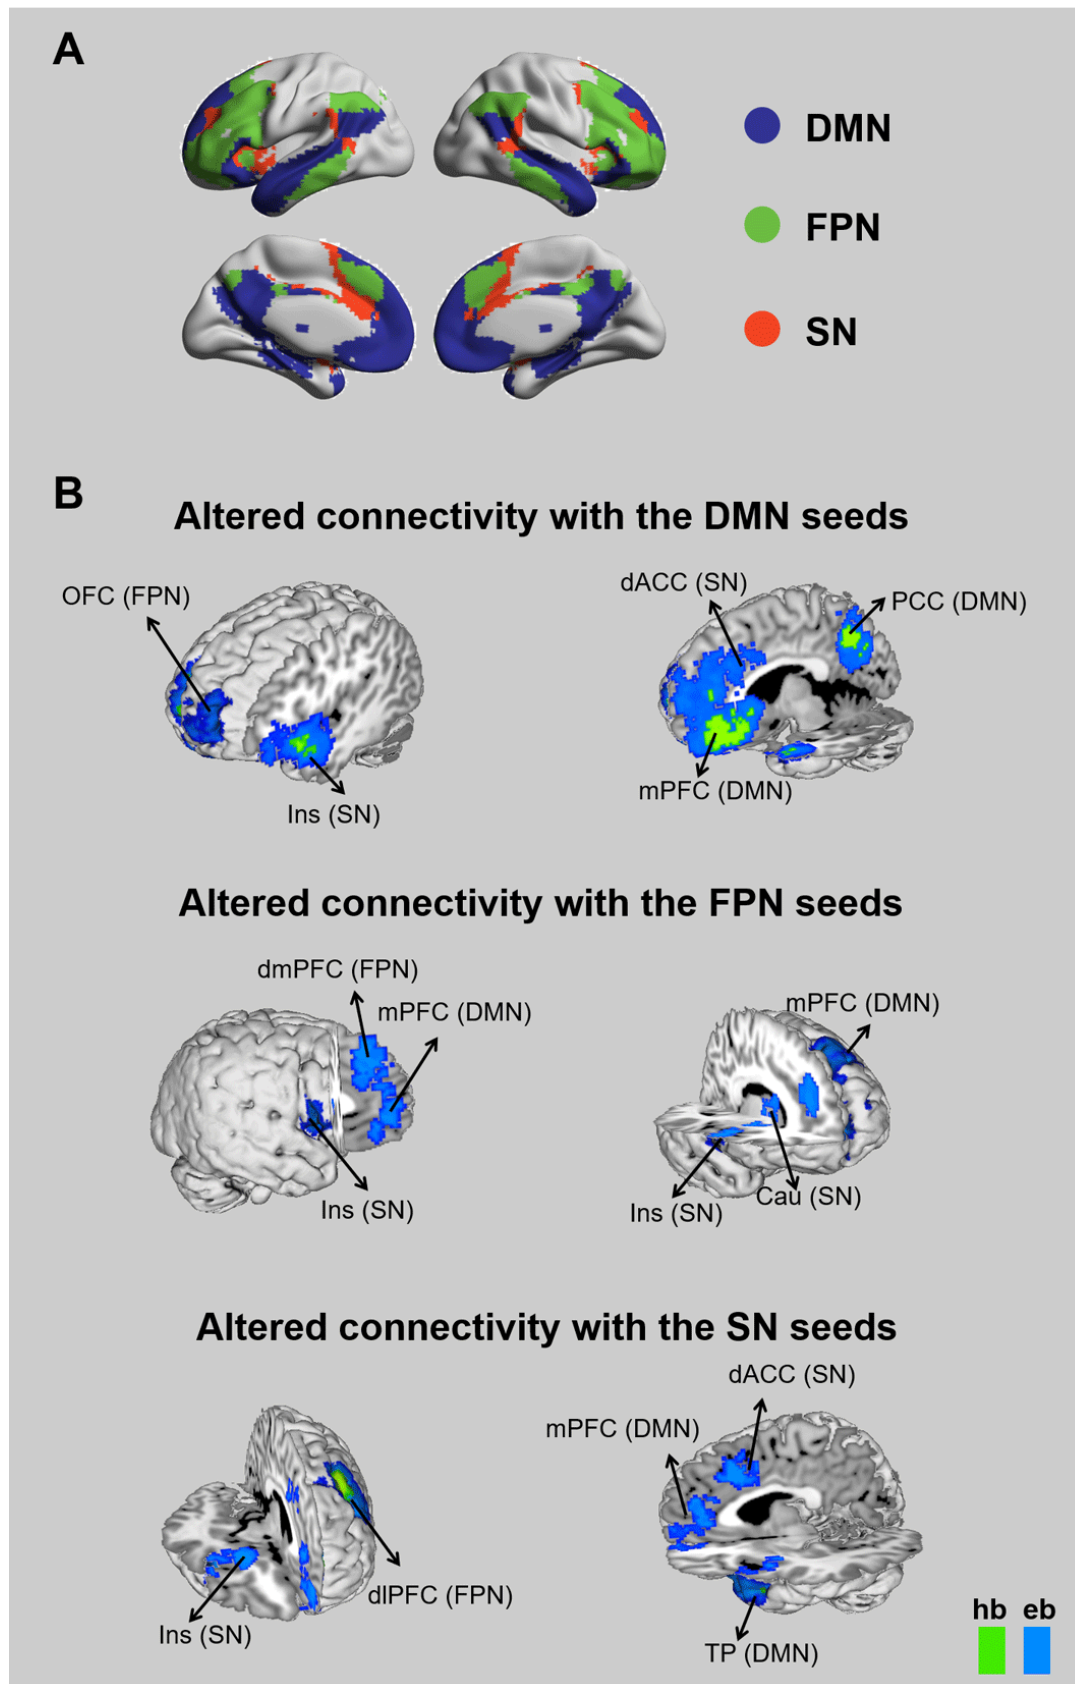 A
DMN
FPN
SN
B
Altered connectivity with the DMN seeds
OFC (FPN)
Ins (SN)
dACC (SN)
PCC (DMN)
mPFC (DMN)
Altered connectivity with the FPN seeds
dmPFC (FPN)
mPFC (DMN)
Ins (SN)
mPFC (DMN)
Ins (SN)
Cau (SN)
Altered connectivity with the SN seeds
Ins (SN)
dlPFC (FPN)
dACC (SN)
mPFC (DMN)
TP (DMN)
hb eb